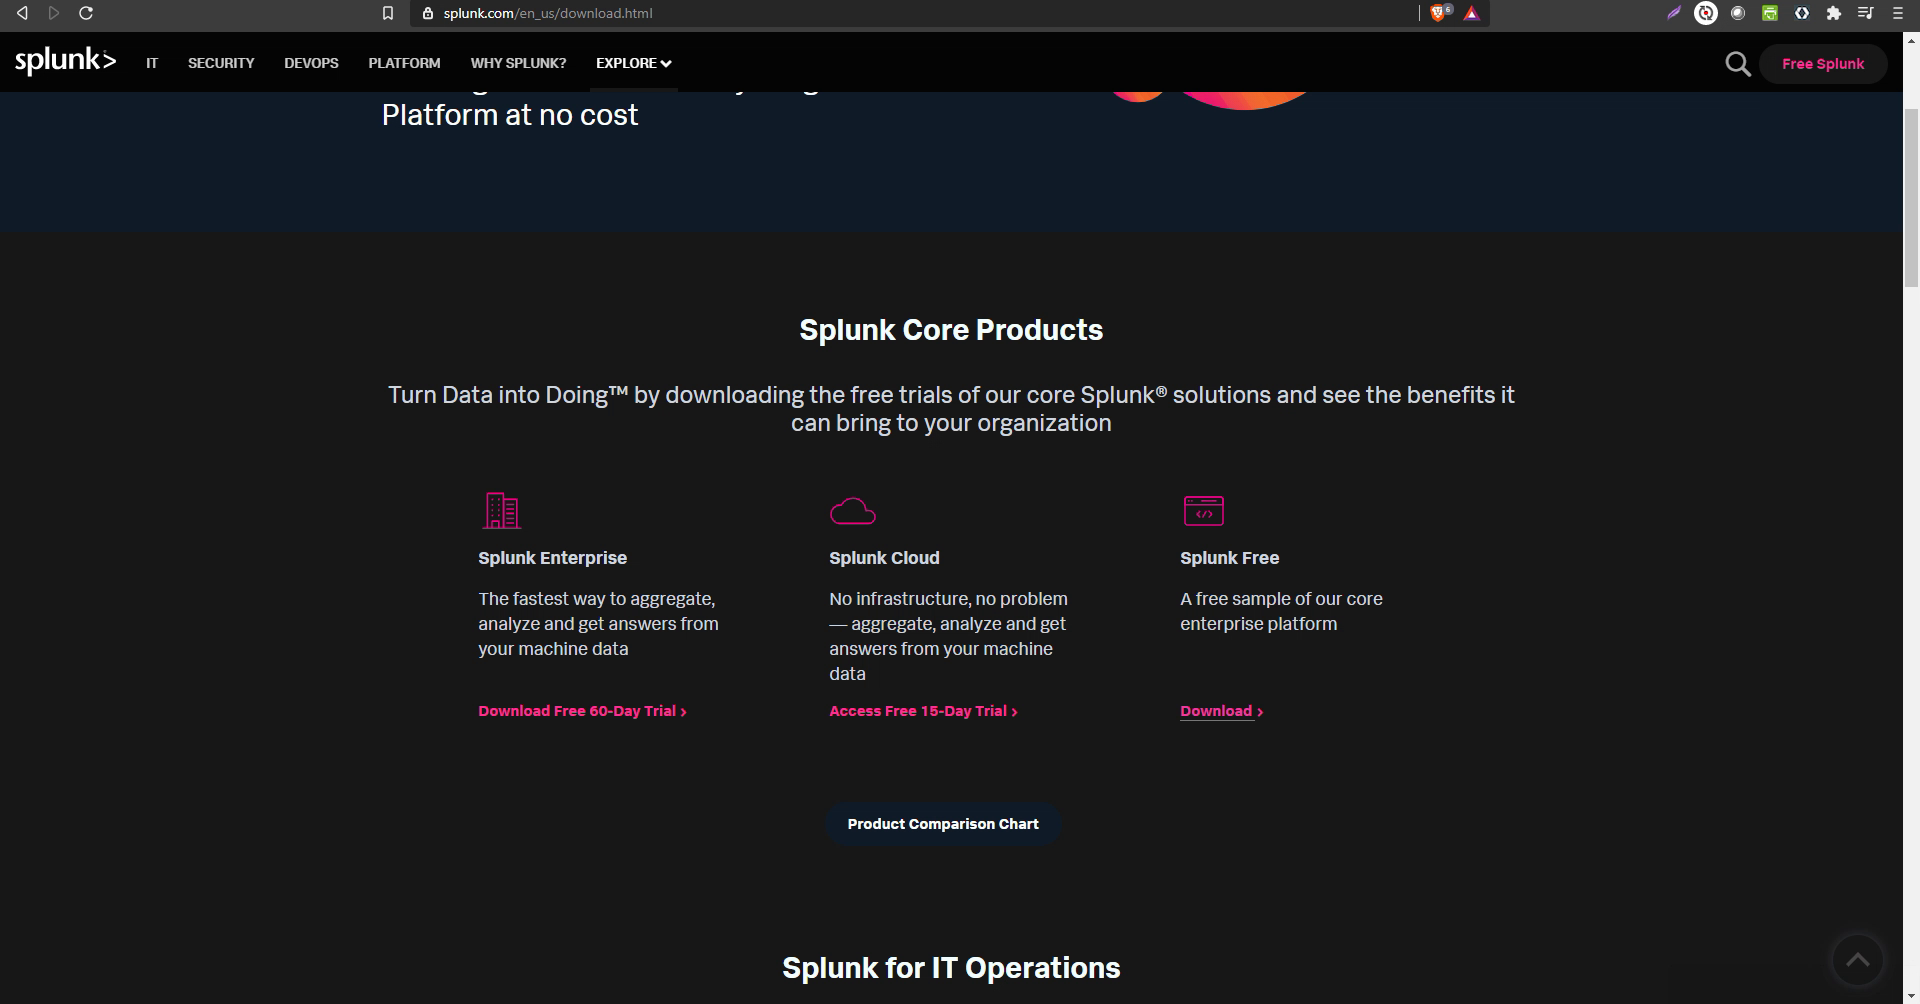 splunk.com/en_us/download.html
6
splunk>
IT
SECURITY
DEVOPS
PLATFORM
WHY SPLUNK?
EXPLORE
Free Splunk
Platform at no cost
Splunk Core Products
Turn Data into Doing™ by downloading the free trials of our core Splunk® solutions and see the benefits it
can bring to your organization
Splunk Enterprise
The fastest way to aggregate,
analyze and get answers from
your machine data
Download Free 60-Day Trial ›
Splunk Cloud
No infrastructure, no problem
— aggregate, analyze and get
answers from your machine
data
Access Free 15-Day Trial ›
</>
Splunk Free
A free sample of our core
enterprise platform
Download ›
Product Comparison Chart
Splunk for IT Operations